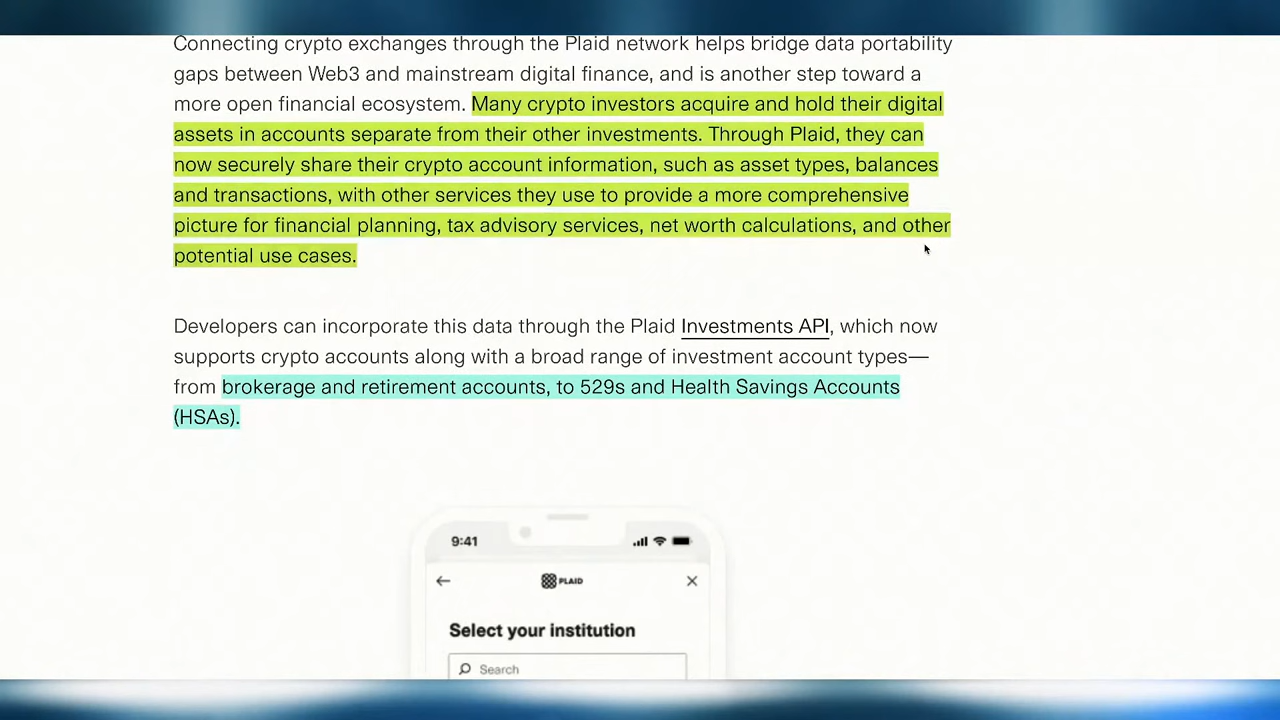 Connecting crypto exchanges through the Plaid network helps bridge data portability
gaps between Web3 and mainstream digital finance, and is another step toward a
more open financial ecosystem. Many crypto investors acquire and hold their digital
assets in accounts separate from their other investments. Through Plaid, they can
now securely share their crypto account information, such as asset types, balances
and transactions, with other services they use to provide a more comprehensive
picture for financial planning, tax advisory services, net worth calculations, and other
potential use cases.
Developers can incorporate this data through the Plaid Investments API, which now
supports crypto accounts along with a broad range of investment account types—
from brokerage and retirement accounts, to 529s and Health Savings Accounts
(HSAs).
9:41
PLAID
Select your institution
Search